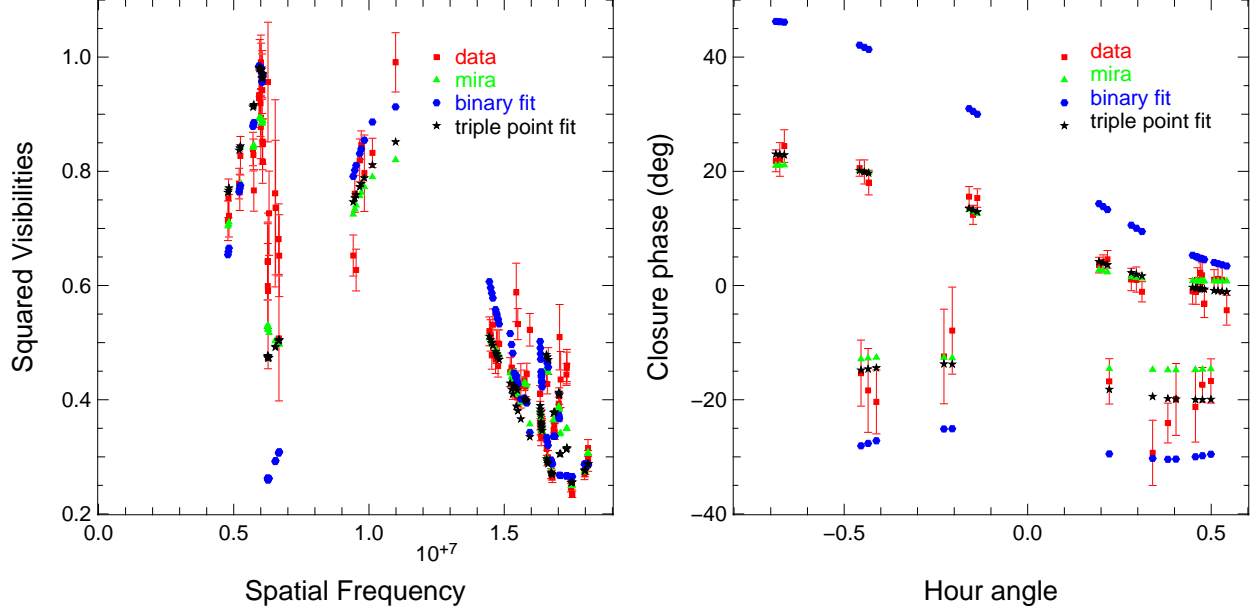 1.0
0.8
0.6
0.4
0.2
0.0
0.5
1.0
1.5
10+7
Spatial Frequency
Squared Visibilities
data
mira
binary fit
triple point fit
40
20
0
−20
−40
−0.5
0.0
0.5
Hour angle
Closure phase (deg)
data
mira
binary fit
triple point fit